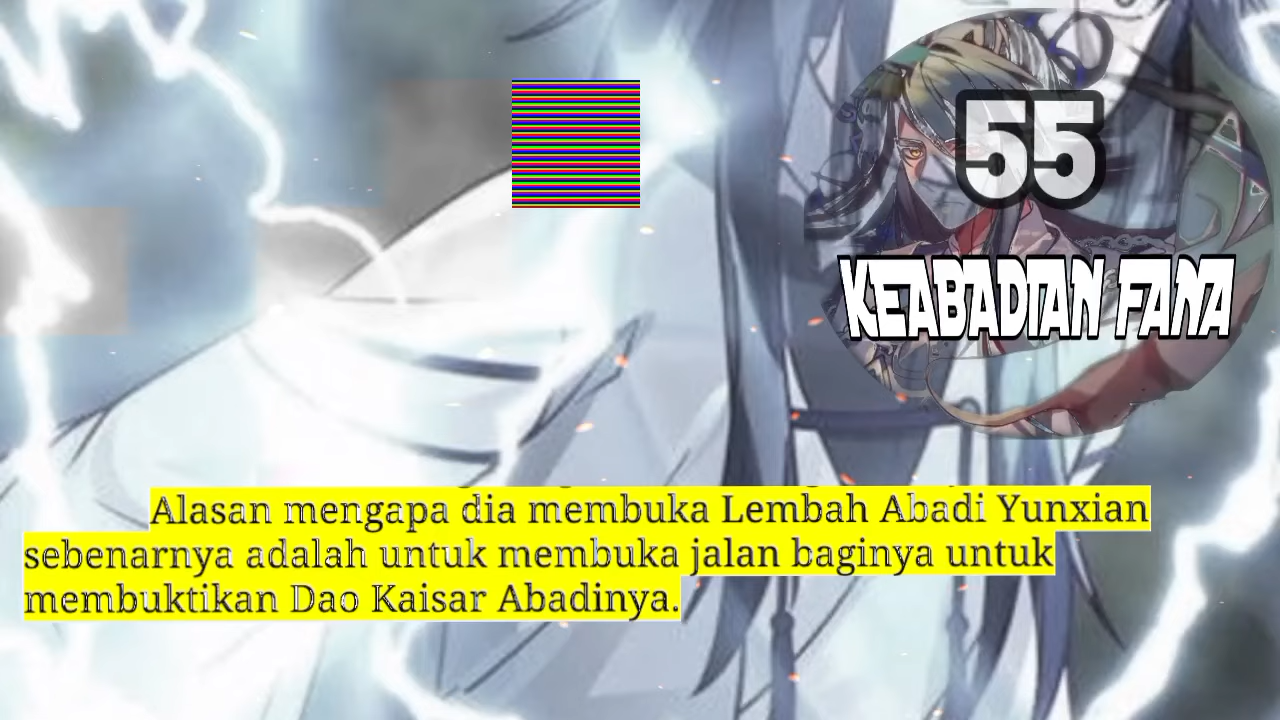 55
KEABADIAN FANA
Alasan mengapa dia membuka Lembah Abadi Yunxian
sebenarnya adalah untuk membuka jalan baginya untuk
membuktikan Dao Kaisar Abadinya.